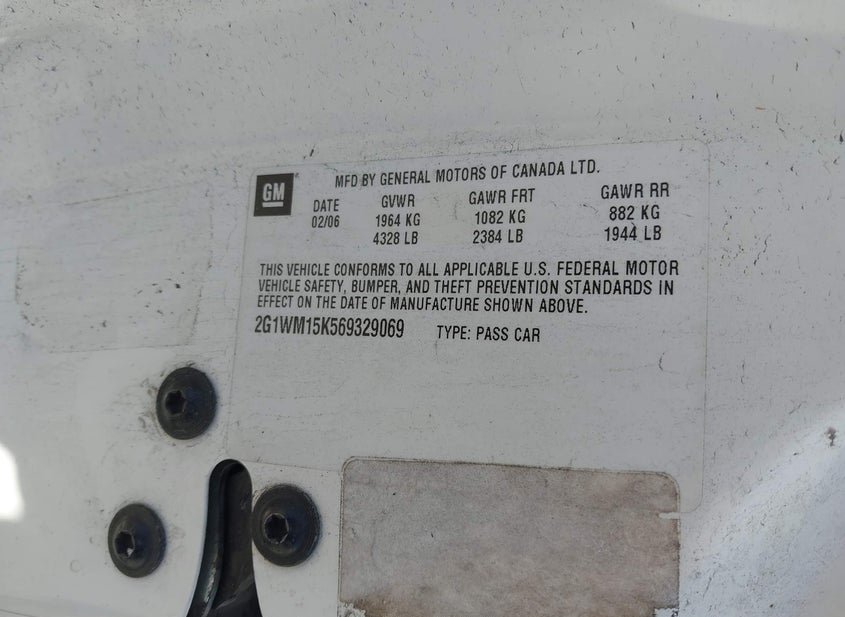 GM
MFD BY GENERAL MOTORS OF CANADA LTD.
DATE GVWR GAWR FRT GAWR RR
02/06 1964 KG 1082 KG 882 KG
4328 LB 2384 LB 1944 LB
THIS VEHICLE CONFORMS TO ALL APPLICABLE U.S. FEDERAL MOTOR
VEHICLE SAFETY, BUMPER, AND THEFT PREVENTION STANDARDS IN
EFFECT ON THE DATE OF MANUFACTURE SHOWN ABOVE.
2G1WM15K569329069 TYPE: PASS CAR